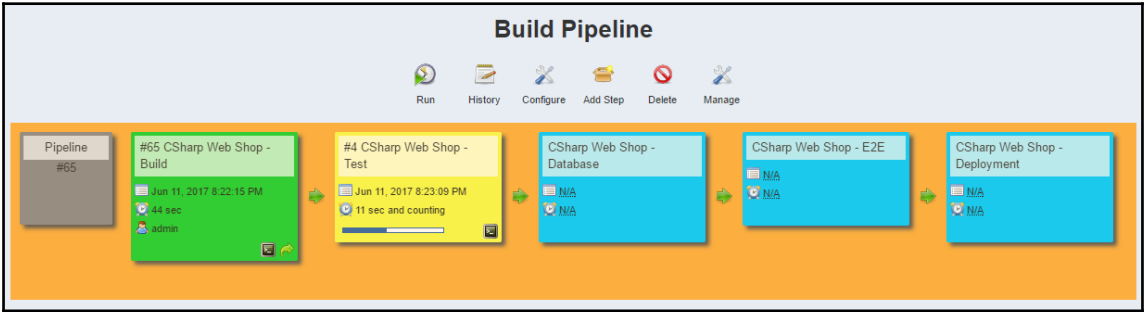 Build Pipeline
Run History Configure Add Step Delete Manage
Pipeline
#65
#65 CSharp Web Shop -
Build
Jun 11, 2017 8:22:15 PM
44 sec
admin
#4 CSharp Web Shop -
Test
Jun 11, 2017 8:23:09 PM
11 sec and counting
CSharp Web Shop -
Database
N/A
N/A
CSharp Web Shop - E2E
N/A
N/A
CSharp Web Shop -
Deployment
N/A
N/A